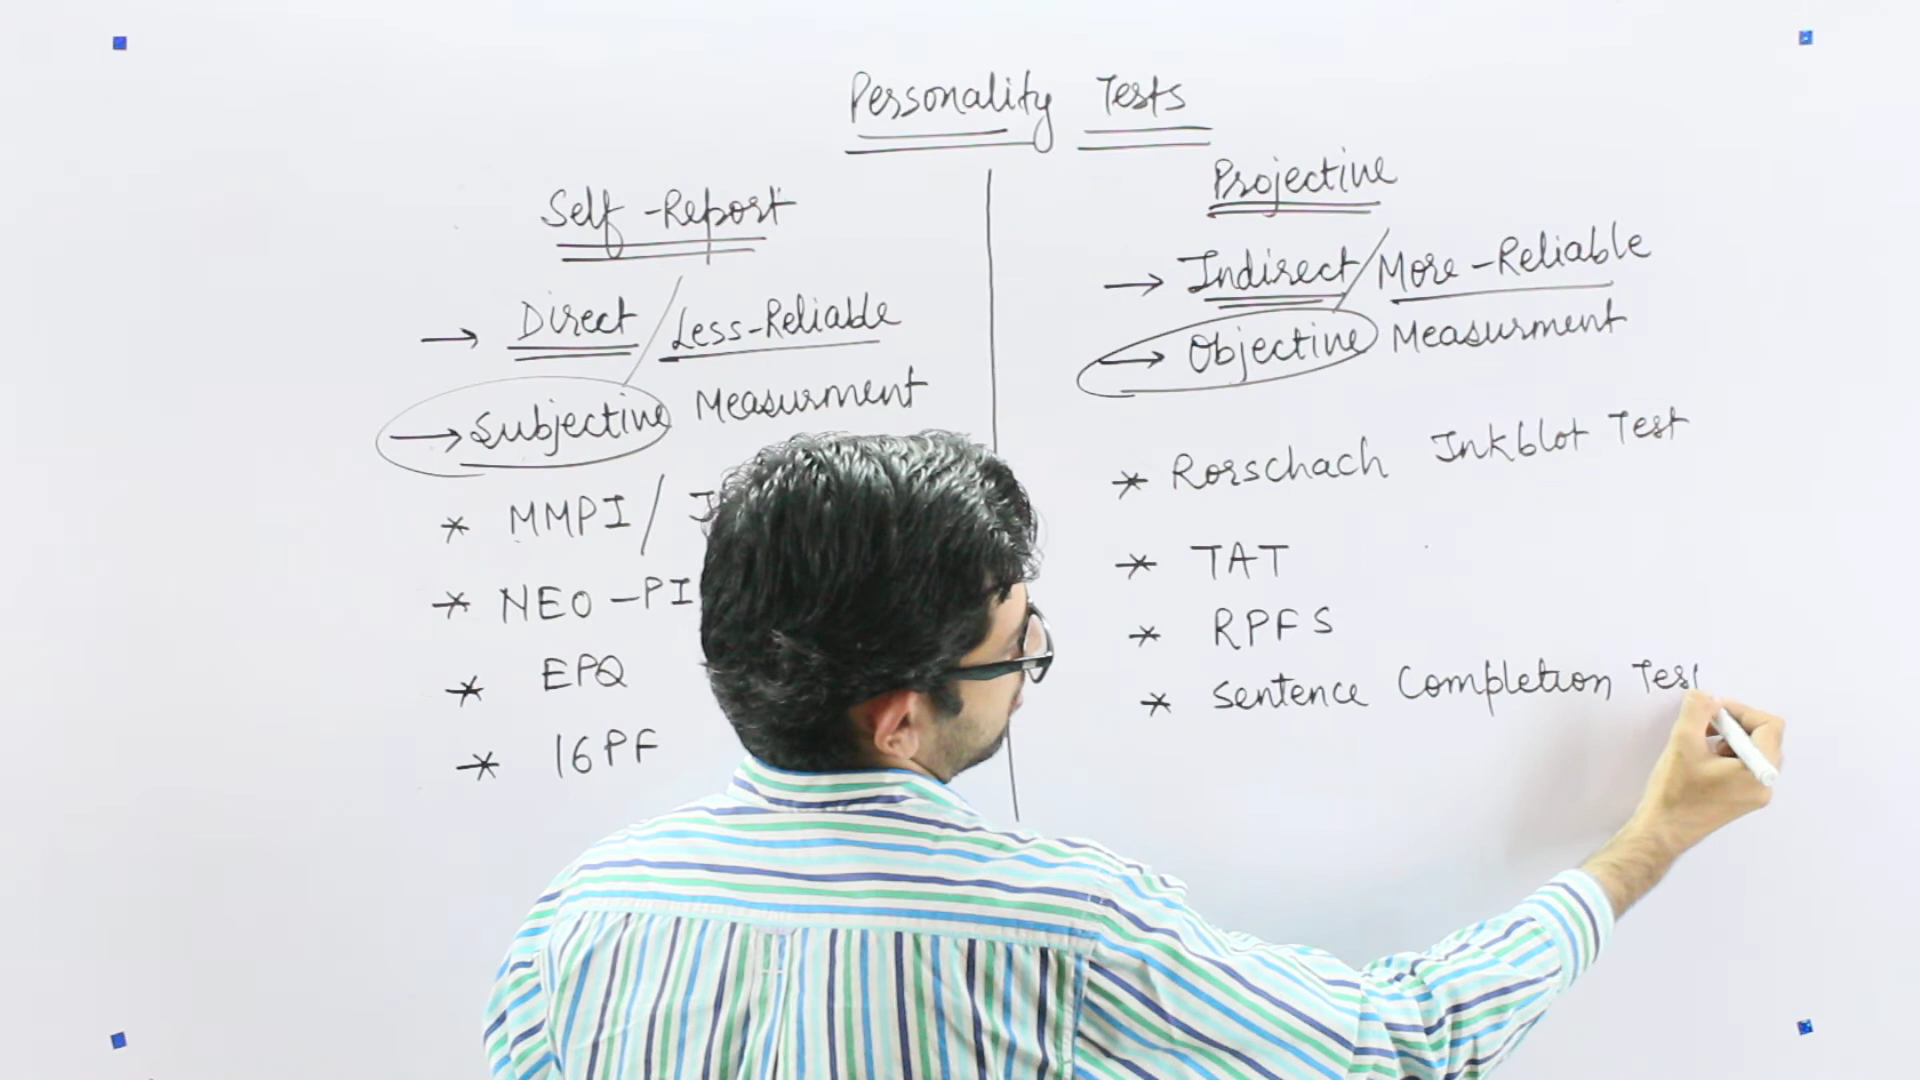 Personality Tests
Self-Report
→ Direct / Less-Reliable
→ Subjective Measurment
* MMPI /
* NEO-PI
* EPQ
* 16PF
Projective
→ Indirect / More-Reliable
→ Objective Measurment
* Rorschach Inkblot Test
* TAT
* RPFS
* Sentence Completion Tes